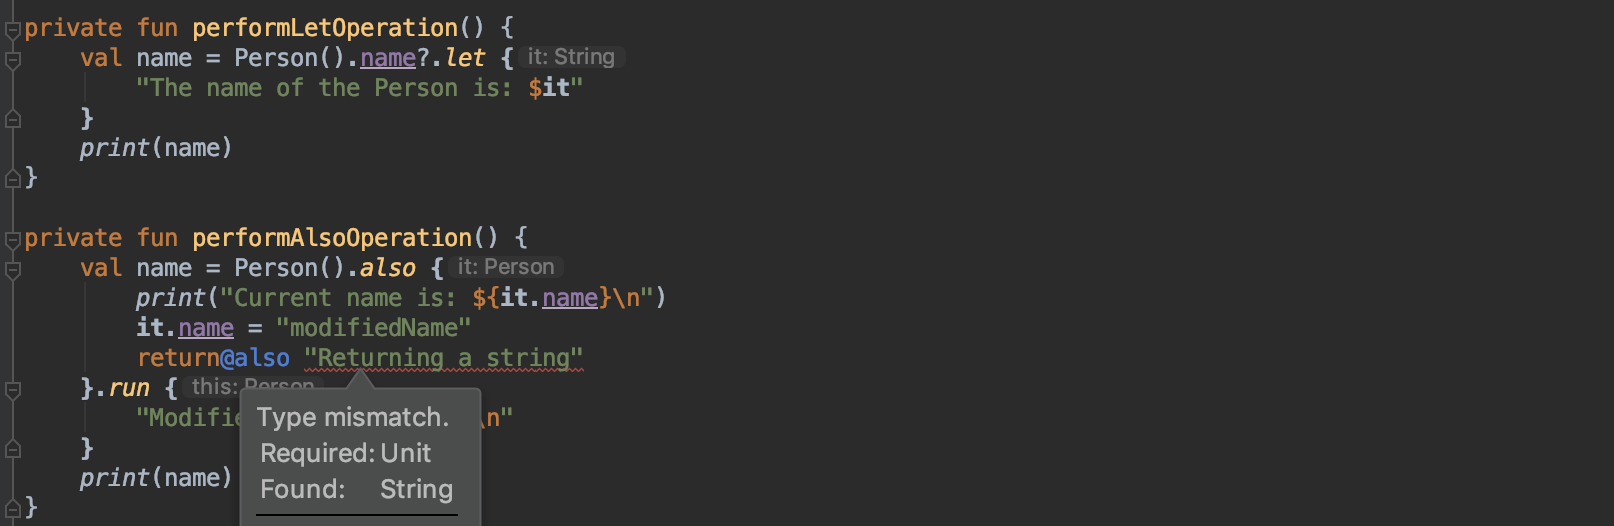 private fun performLetOperation() {
val name = Person().name?.let { it: String
"The name of the Person is: $it"
}
print(name)
}
private fun performAlsoOperation() {
val name = Person().also { it: Person
print("Current name is: ${it.name}\n")
it.name = "modifiedName"
return@also "Returning a string"
}.run { this: Person
"Modifie \n"
}
print(name)
}
Type mismatch.
Required: Unit
Found: String